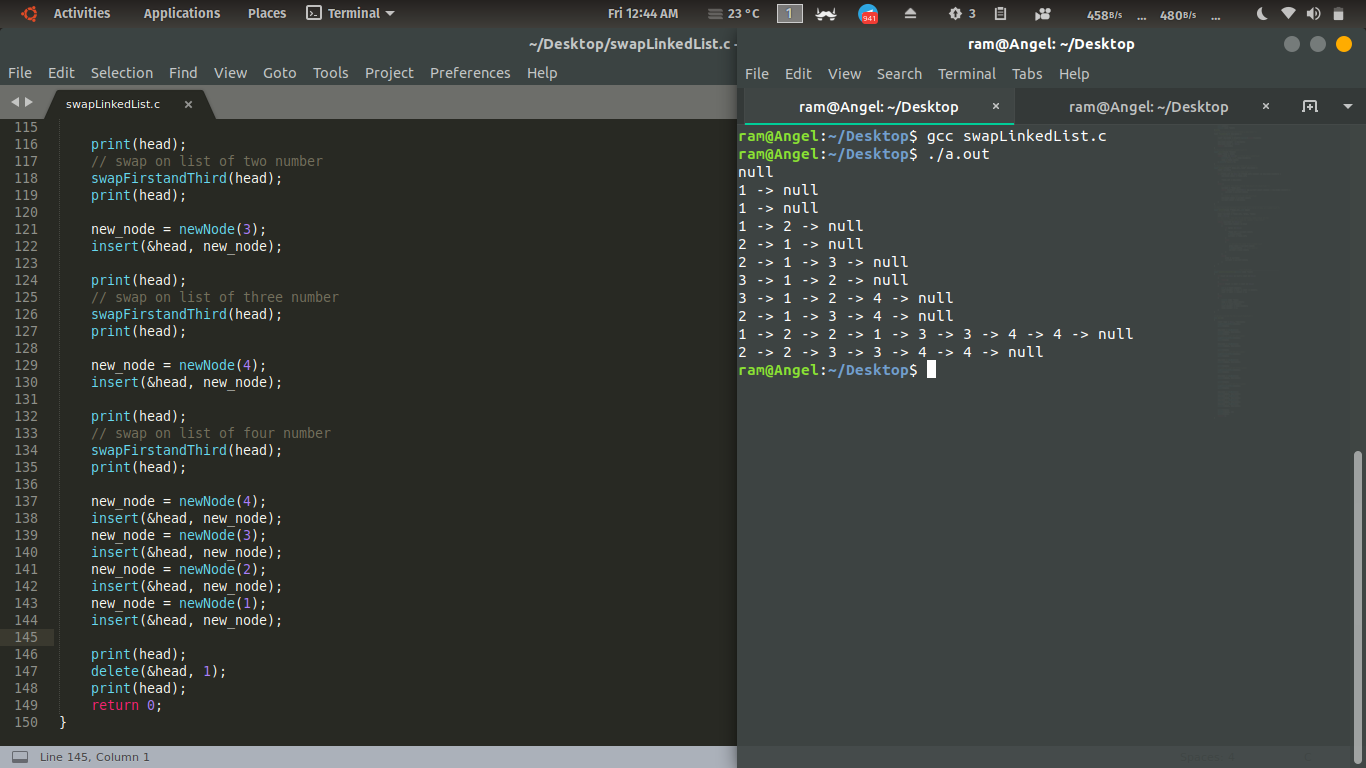 Activities Applications Places Terminal Fri 12:44 AM 23 °C 1 941 3 458B/s ... 480B/s ...
~/Desktop/swapLinkedList.c -
File Edit Selection Find View Goto Tools Project Preferences Help
swapLinkedList.c ×
115
116 print(head);
117 // swap on list of two number
118 swapFirstandThird(head);
119 print(head);
120
121 new_node = newNode(3);
122 insert(&head, new_node);
123
124 print(head);
125 // swap on list of three number
126 swapFirstandThird(head);
127 print(head);
128
129 new_node = newNode(4);
130 insert(&head, new_node);
131
132 print(head);
133 // swap on list of four number
134 swapFirstandThird(head);
135 print(head);
136
137 new_node = newNode(4);
138 insert(&head, new_node);
139 new_node = newNode(3);
140 insert(&head, new_node);
141 new_node = newNode(2);
142 insert(&head, new_node);
143 new_node = newNode(1);
144 insert(&head, new_node);
145
146 print(head);
147 delete(&head, 1);
148 print(head);
149 return 0;
150 }
Line 145, Column 1
ram@Angel: ~/Desktop
File Edit View Search Terminal Tabs Help
ram@Angel: ~/Desktop × ram@Angel: ~/Desktop ×
ram@Angel:~/Desktop$ gcc swapLinkedList.c
ram@Angel:~/Desktop$ ./a.out
null
1 -> null
1 -> null
1 -> 2 -> null
2 -> 1 -> null
2 -> 1 -> 3 -> null
3 -> 1 -> 2 -> null
3 -> 1 -> 2 -> 4 -> null
2 -> 1 -> 3 -> 4 -> null
1 -> 2 -> 2 -> 1 -> 3 -> 3 -> 4 -> 4 -> null
2 -> 2 -> 3 -> 3 -> 4 -> 4 -> null
ram@Angel:~/Desktop$